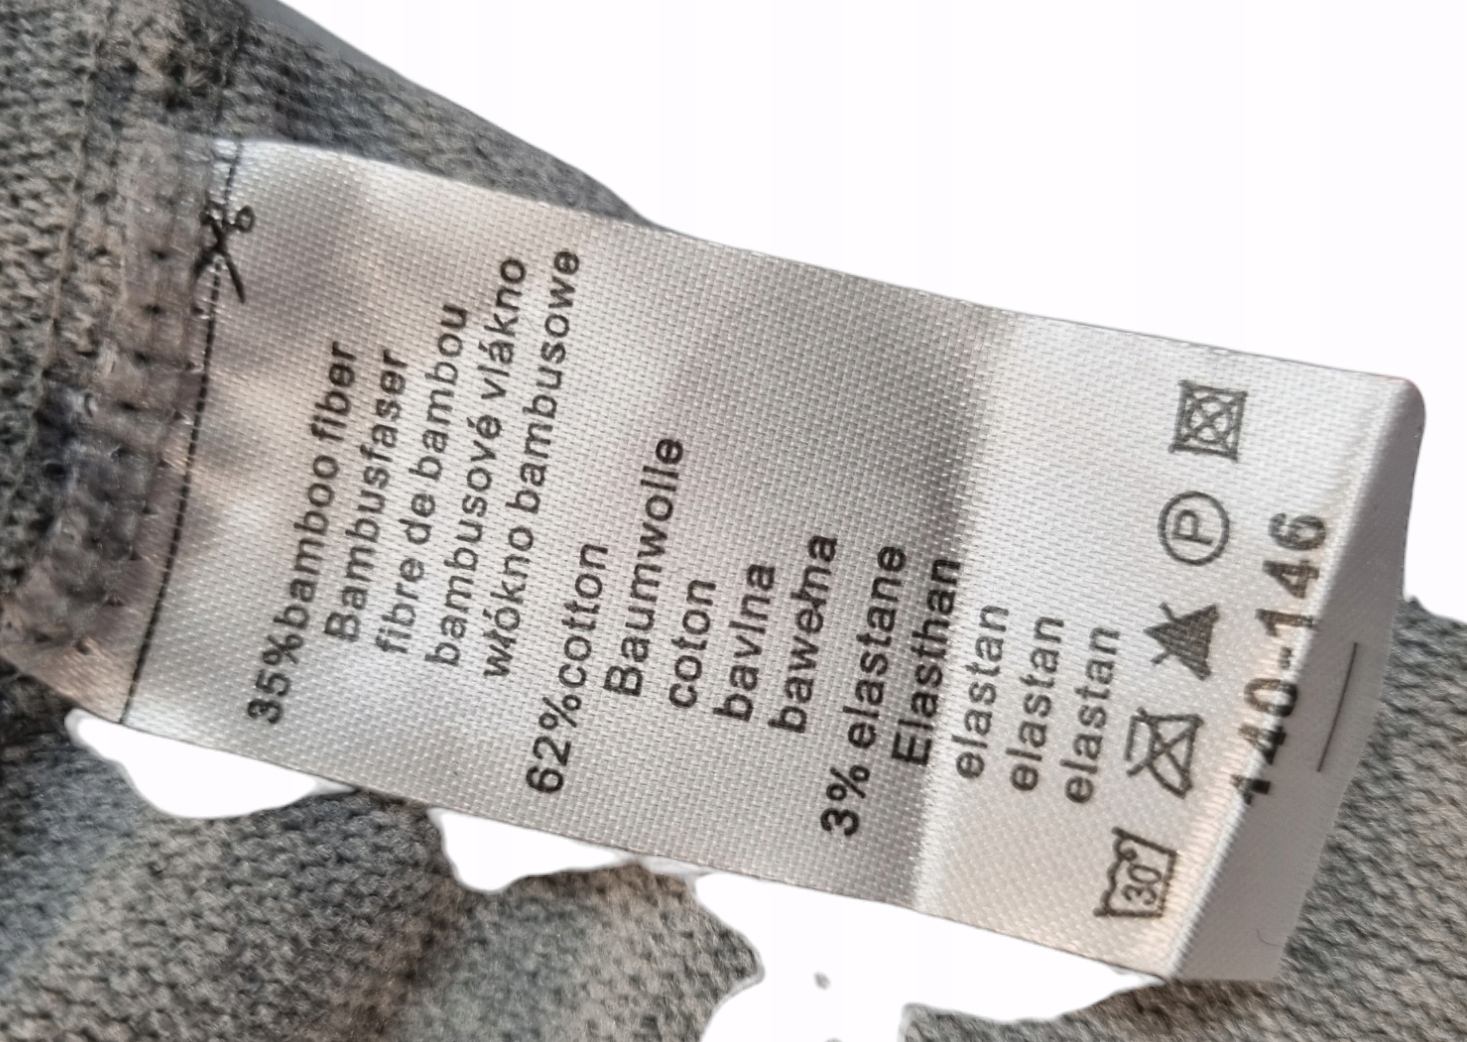 35%bamboo fiber
Bambusfaser
fibre de bambou
bambusové vlákno
włókno bambusowe
62%cotton
Baumwolle
coton
bavlna
bawełna
3% elastane
Elasthan
elastan
elastan
elastan
30°
P
140-146